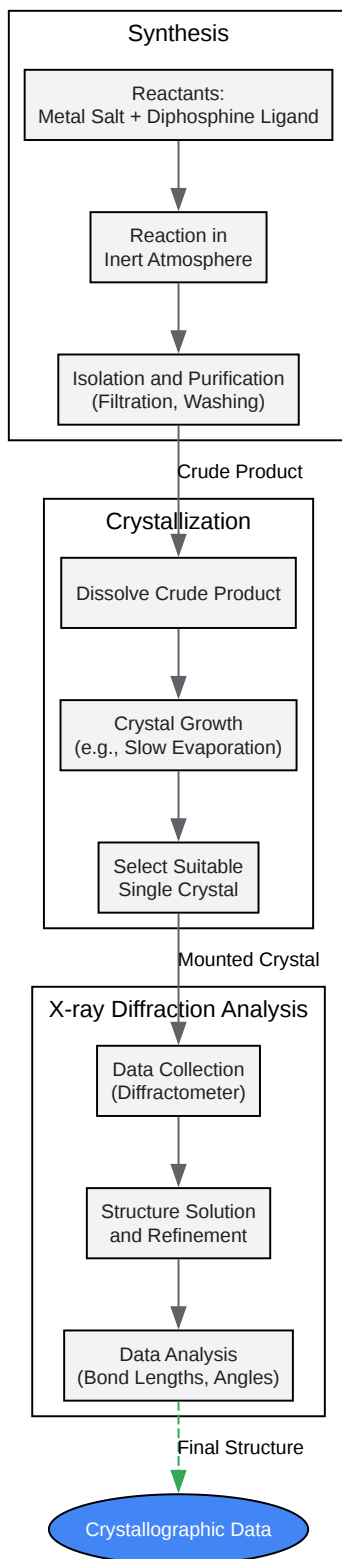 Synthesis
Reactants:
Metal Salt + Diphosphine Ligand
Reaction in
Inert Atmosphere
Isolation and Purification
(Filtration, Washing)
Crude Product
Crystallization
Dissolve Crude Product
Crystal Growth
(e.g., Slow Evaporation)
Select Suitable
Single Crystal
Mounted Crystal
X-ray Diffraction Analysis
Data Collection
(Diffractometer)
Structure Solution
and Refinement
Data Analysis
(Bond Lengths, Angles)
Final Structure
Crystallographic Data